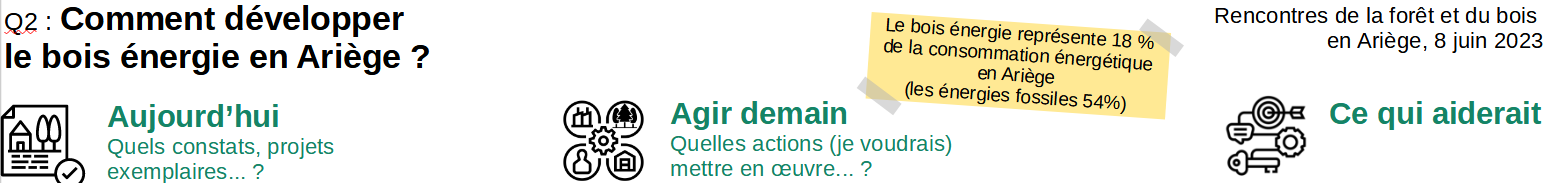 Q2 : Comment développer
le bois énergie en Ariège ?
Le bois énergie représente 18 %
de la consommation énergétique
en Ariège
(les énergies fossiles 54%)
Rencontres de la forêt et du bois
en Ariège, 8 juin 2023
Aujourd’hui
Quels constats, projets
exemplaires... ?
Agir demain
Quelles actions (je voudrais)
mettre en œuvre... ?
Ce qui aiderait